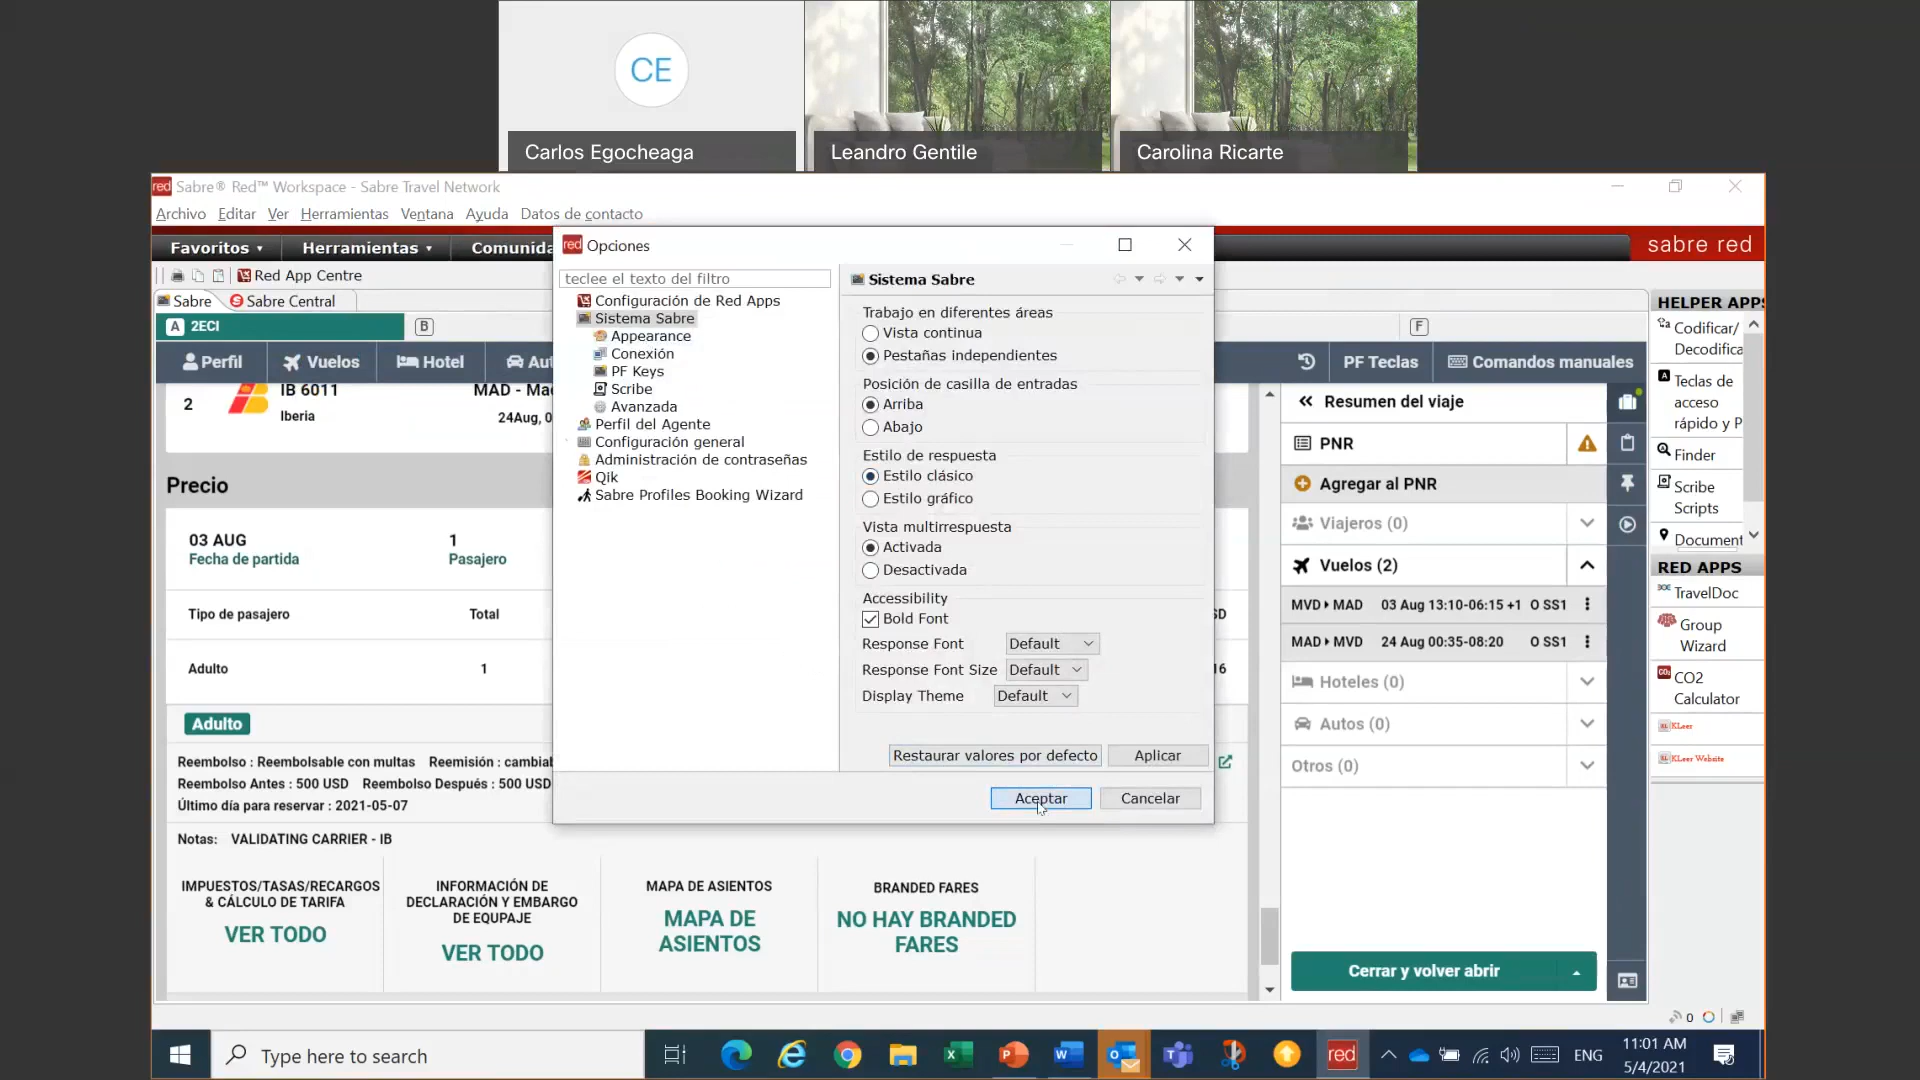 CE
Carlos Egocheaga
Leandro Gentile
Carolina Ricarte
red Sabre® Red™ Workspace - Sabre Travel Network
Archivo Editar Ver Herramientas Ventana Ayuda Datos de contacto
Favoritos Herramientas Comunida
sabre red
Red App Centre
Sabre Sabre Central
A 2ECI B F
Perfil Vuelos Hotel Aut
PF Teclas Comandos manuales
2 IB 6011 MAD - Mad
Iberia 24Aug, 0
Precio
03 AUG 1
Fecha de partida Pasajero
Tipo de pasajero Total
Adulto 1
SD
16
Adulto
Reembolso : Reembolsable con multas Reemisión : cambial
Reembolso Antes : 500 USD Reembolso Después : 500 USD
Último día para reservar : 2021-05-07
Notas: VALIDATING CARRIER - IB
IMPUESTOS/TASAS/RECARGOS
& CÁLCULO DE TARIFA
VER TODO
INFORMACIÓN DE
DECLARACIÓN Y EMBARGO
DE EQUPAJE
VER TODO
MAPA DE ASIENTOS
MAPA DE
ASIENTOS
BRANDED FARES
NO HAY BRANDED
FARES
red Opciones
teclee el texto del filtro
Configuración de Red Apps
Sistema Sabre
Appearance
Conexión
PF Keys
Scribe
Avanzada
Perfil del Agente
Configuración general
Administración de contraseñas
Qik
Sabre Profiles Booking Wizard
Sistema Sabre
Trabajo en diferentes áreas
Vista continua
Pestañas independientes
Posición de casilla de entradas
Arriba
Abajo
Estilo de respuesta
Estilo clásico
Estilo gráfico
Vista multirrespuesta
Activada
Desactivada
Accessibility
Bold Font
Response Font Default
Response Font Size Default
Display Theme Default
Restaurar valores por defecto Aplicar
Aceptar Cancelar
Resumen del viaje
PNR
Agregar al PNR
Viajeros (0)
Vuelos (2)
MVD MAD 03 Aug 13:10-06:15 +1 O SS1
MAD MVD 24 Aug 00:35-08:20 O SS1
Hoteles (0)
Autos (0)
Otros (0)
Cerrar y volver abrir
HELPER APPS
Codificar/
Decodifica
Teclas de
acceso
rápido y P
Finder
Scribe
Scripts
Document
RED APPS
TravelDoc
Group
Wizard
CO2
Calculator
KLeer
KLeer Website
0
Type here to search
red
ENG
11:01 AM
5/4/2021